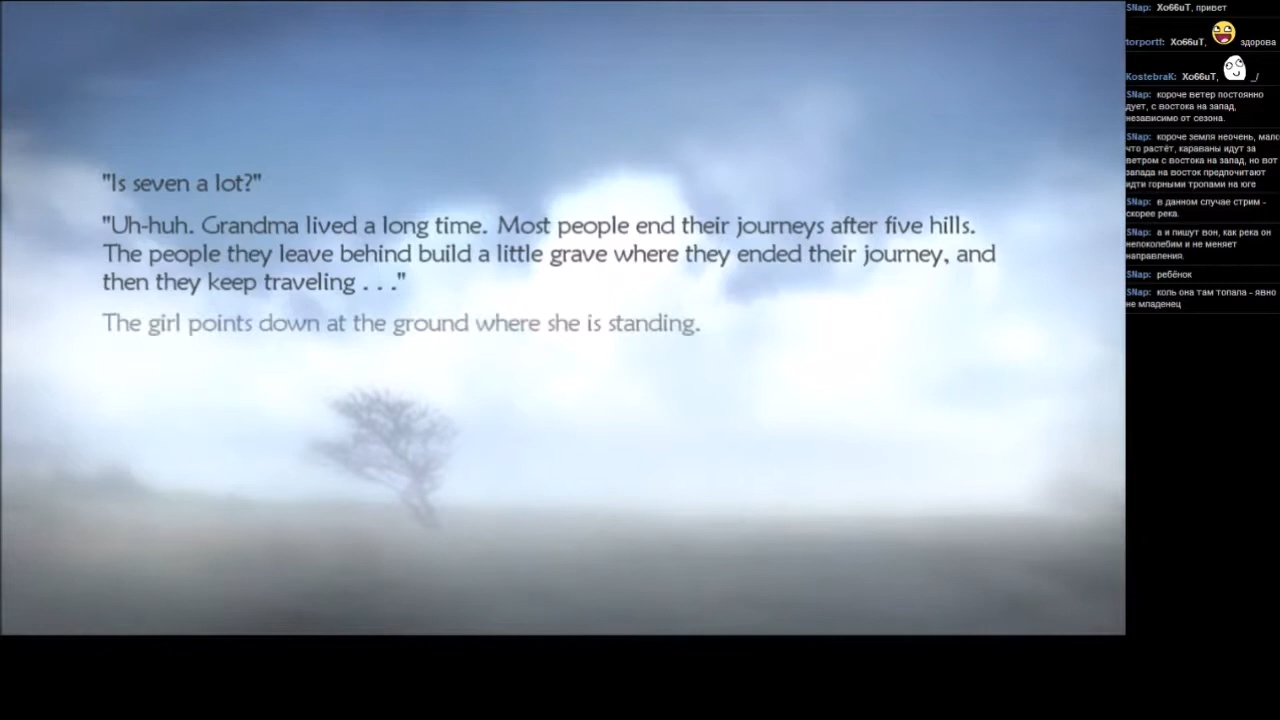 "Is seven a lot?"
"Uh-huh. Grandma lived a long time. Most people end their journeys after five hills.
The people they leave behind build a little grave where they ended their journey, and
then they keep traveling . . ."
The girl points down at the ground where she is standing.
SNap: Xo66uT, привет
torportf: Xo66uT, здорова
KostebraK: Xo66uT, _/
SNap: короче ветер постоянно
дует, с востока на запад,
независимо от сезона.
SNap: короче земля неочень, мало
что растёт, караваны идут за
ветром с востока на запад, но вот
запада на восток предпочитают
идти горными тропами на юге
SNap: в данном случае стрим -
скорее река.
SNap: а и пишут вон, как река он
непоколебим и не меняет
направления.
SNap: ребёнок
SNap: коль она там топала - явно
не младенец